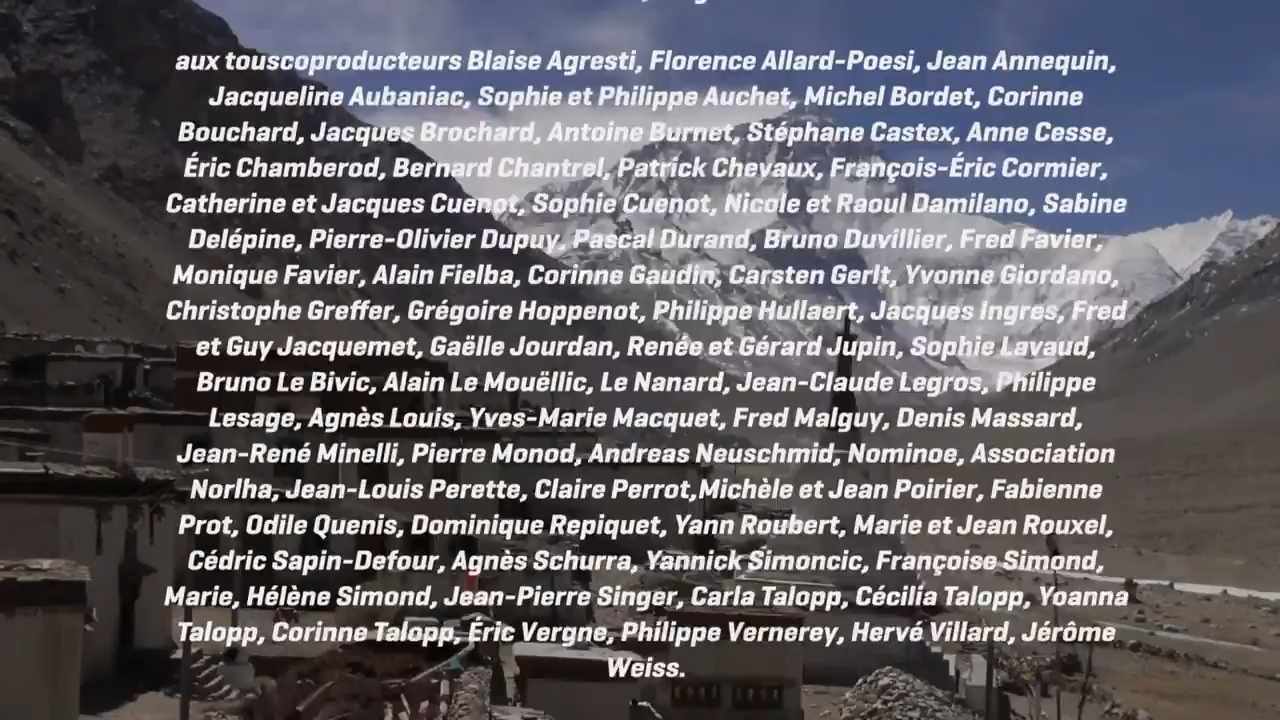 aux touscoproducteurs Blaise Agresti, Florence Allard-Poesi, Jean Annequin,
Jacqueline Aubaniac, Sophie et Philippe Auchet, Michel Bordet, Corinne
Bouchard, Jacques Brochard, Antoine Burnet, Stéphane Castex, Anne Cesse,
Éric Chamberod, Bernard Chantrel, Patrick Chevaux, François-Éric Cormier,
Catherine et Jacques Cuenot, Sophie Cuenot, Nicole et Raoul Damilano, Sabine
Delépine, Pierre-Olivier Dupuy, Pascal Durand, Bruno Duvillier, Fred Favier,
Monique Favier, Alain Fielba, Corinne Gaudin, Carsten Gerlt, Yvonne Giordano,
Christophe Greffer, Grégoire Hoppenot, Philippe Hullaert, Jacques Ingres, Fred
et Guy Jacquemet, Gaëlle Jourdan, Renée et Gérard Jupin, Sophie Lavaud,
Bruno Le Bivic, Alain Le Mouëllic, Le Nanard, Jean-Claude Legros, Philippe
Lesage, Agnès Louis, Yves-Marie Macquet, Fred Malguy, Denis Massard,
Jean-René Minelli, Pierre Monod, Andreas Neuschmid, Nominoe, Association
Norlha, Jean-Louis Perette, Claire Perrot,Michèle et Jean Poirier, Fabienne
Prot, Odile Quenis, Dominique Repiquet, Yann Roubert, Marie et Jean Rouxel,
Cédric Sapin-Defour, Agnès Schurra, Yannick Simoncic, Françoise Simond,
Marie, Hélène Simond, Jean-Pierre Singer, Carla Talopp, Cécilia Talopp, Yoanna
Talopp, Corinne Talopp, Éric Vergne, Philippe Vernerey, Hervé Villard, Jérôme
Weiss.